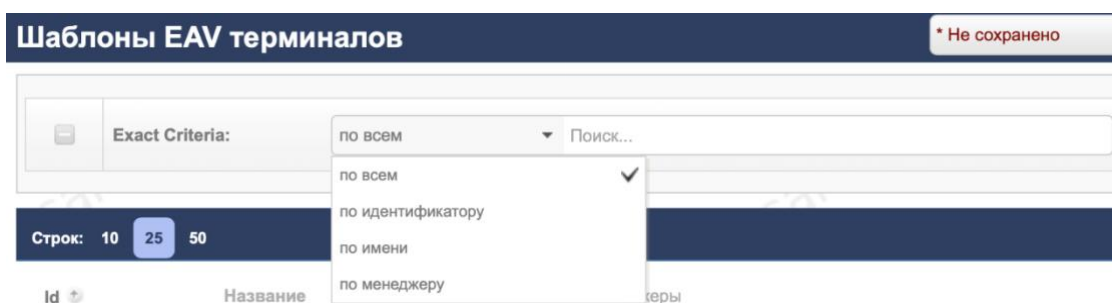 Шаблоны EAV терминалов
* Не сохранено
Exact Criteria:
по всем
Поиск...
по всем
по идентификатору
по имени
по менеджеру
Строк: 10 25 50
Id Название